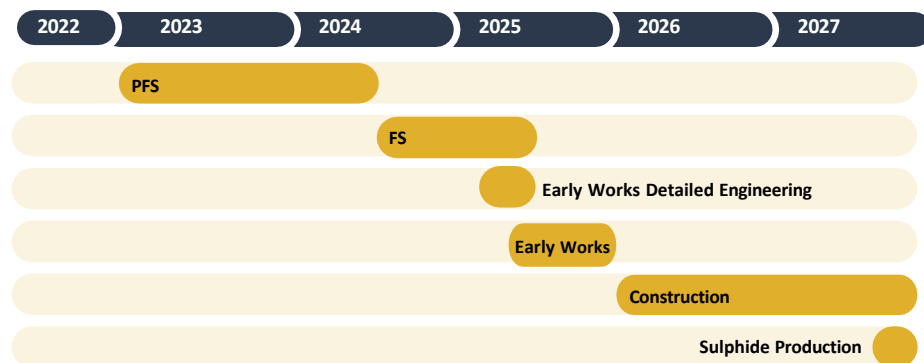 2022 2023 2024 2025 2026 2027
PFS
FS
Early Works Detailed Engineering
Early Works
Construction
Sulphide Production